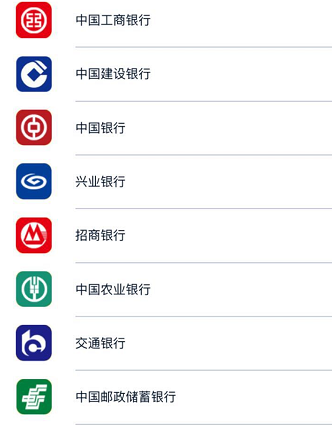 中国工商银行
中国建设银行
中国银行
兴业银行
招商银行
中国农业银行
交通银行
中国邮政储蓄银行